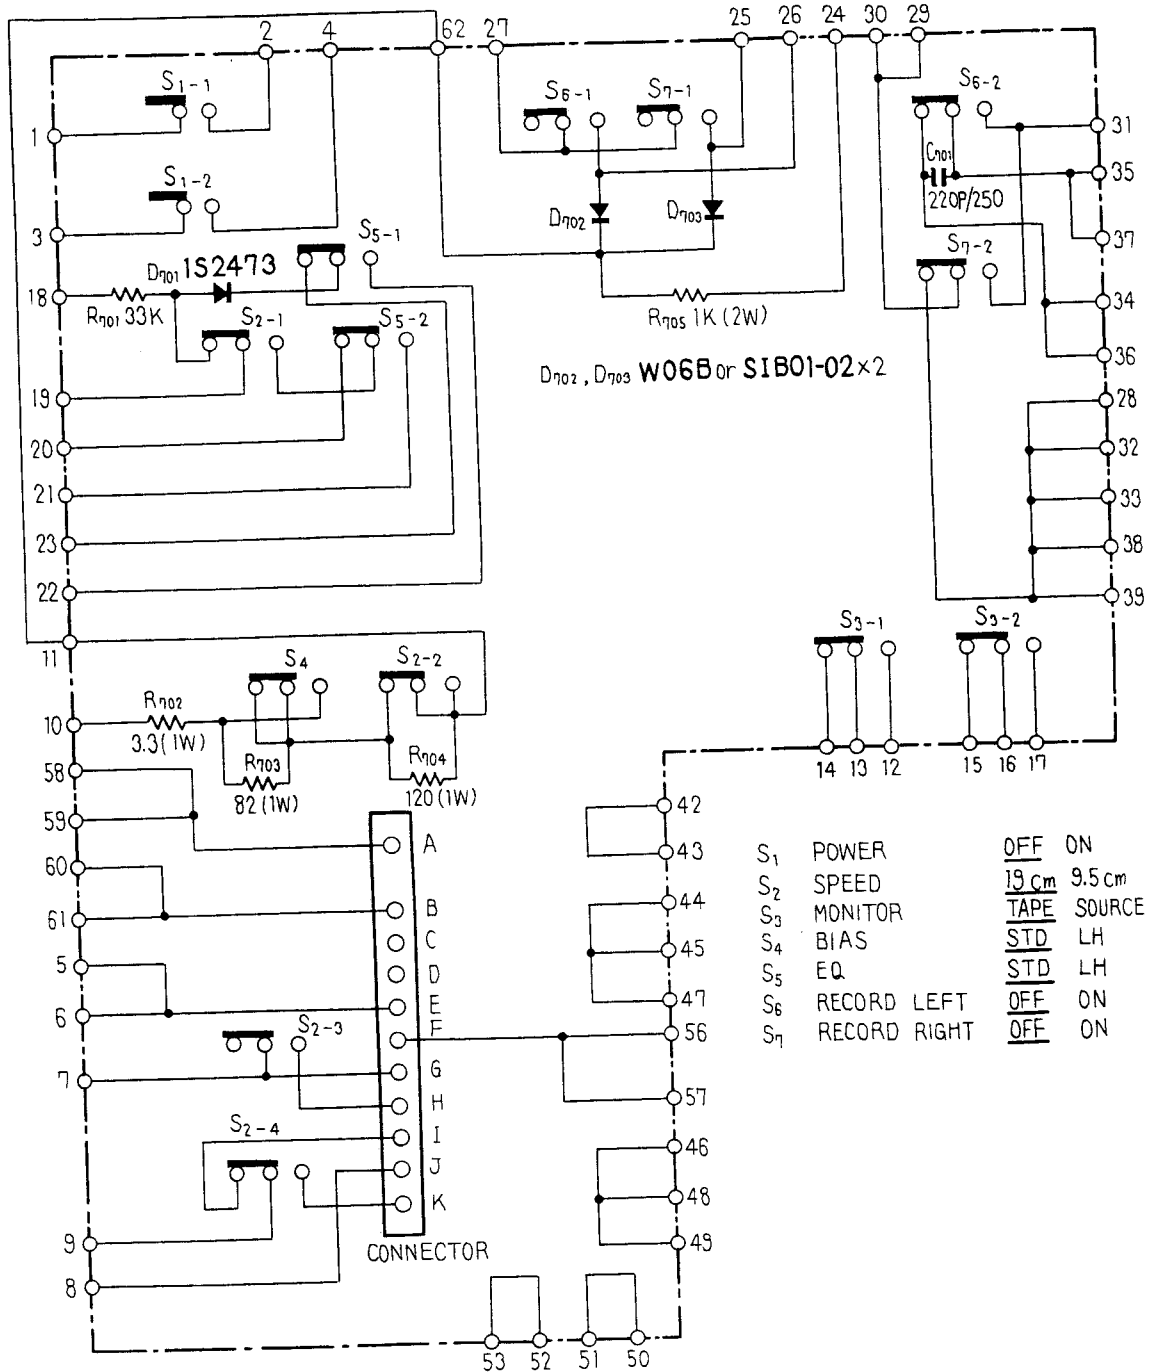 2 4 62 27 25 26 24 30 29
S1-1
S6-1 S7-1
S6-2
1
31
C701
35
220P/250
S1-2
D702 D703
3
37
S5-1
S7-2
D701 1S2473
18
R701 33K
S2-1 S5-2
R705 1K (2W)
34
36
D702, D703 W06B or SIB01-02×2
19
28
20
32
21
33
23
38
22
39
11
S3-1 S3-2
S4 S2-2
R702
10
3.3 (1W)
R703 R704
82 (1W) 120 (1W)
14 13 12 15 16 17
58
59
60
61
5
6
7
9
8
A
B
C
D
E
F
G
H
I
J
K
S2-3
S2-4
CONNECTOR
42
43
44
45
47
56
57
46
48
49
53 52 51 50
S1 POWER OFF ON
S2 SPEED 19 cm 9.5 cm
S3 MONITOR TAPE SOURCE
S4 BIAS STD LH
S5 EQ STD LH
S6 RECORD LEFT OFF ON
S7 RECORD RIGHT OFF ON